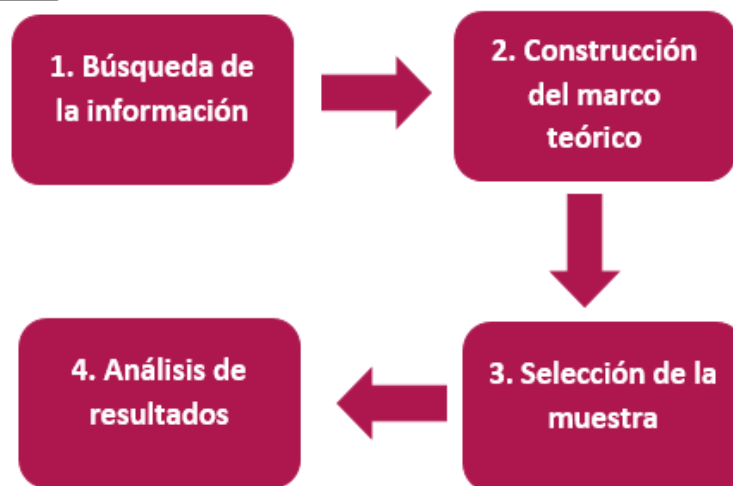 1. Búsqueda de
la información
2. Construcción
del marco
teórico
3. Selección de la
muestra
4. Análisis de
resultados